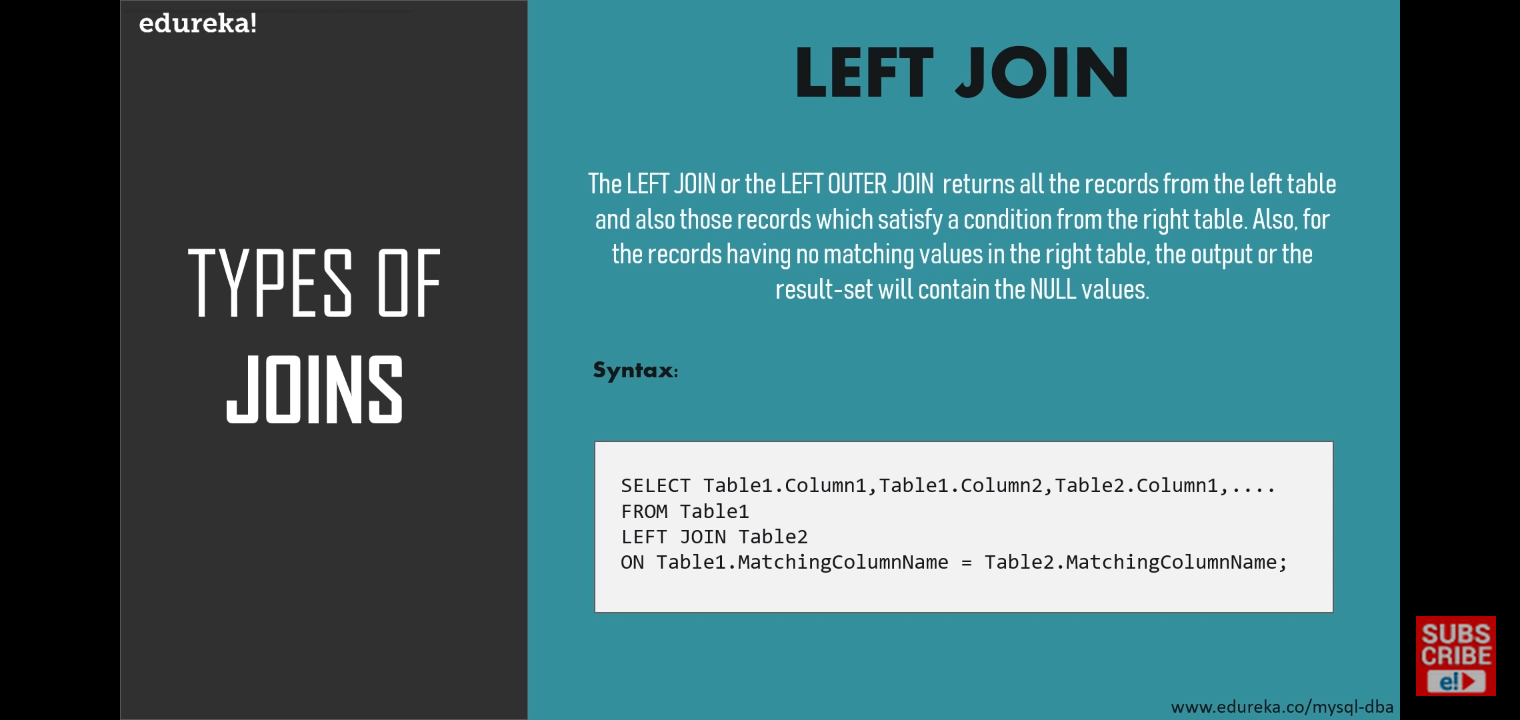 edureka!
TYPES OF
JOINS
LEFT JOIN
The LEFT JOIN or the LEFT OUTER JOIN returns all the records from the left table
and also those records which satisfy a condition from the right table. Also, for
the records having no matching values in the right table, the output or the
result-set will contain the NULL values.
Syntax:
SELECT Table1.Column1,Table1.Column2,Table2.Column1,....
FROM Table1
LEFT JOIN Table2
ON Table1.MatchingColumnName = Table2.MatchingColumnName;
SUBS
CRIBE
e!
www.edureka.co/mysql-dba